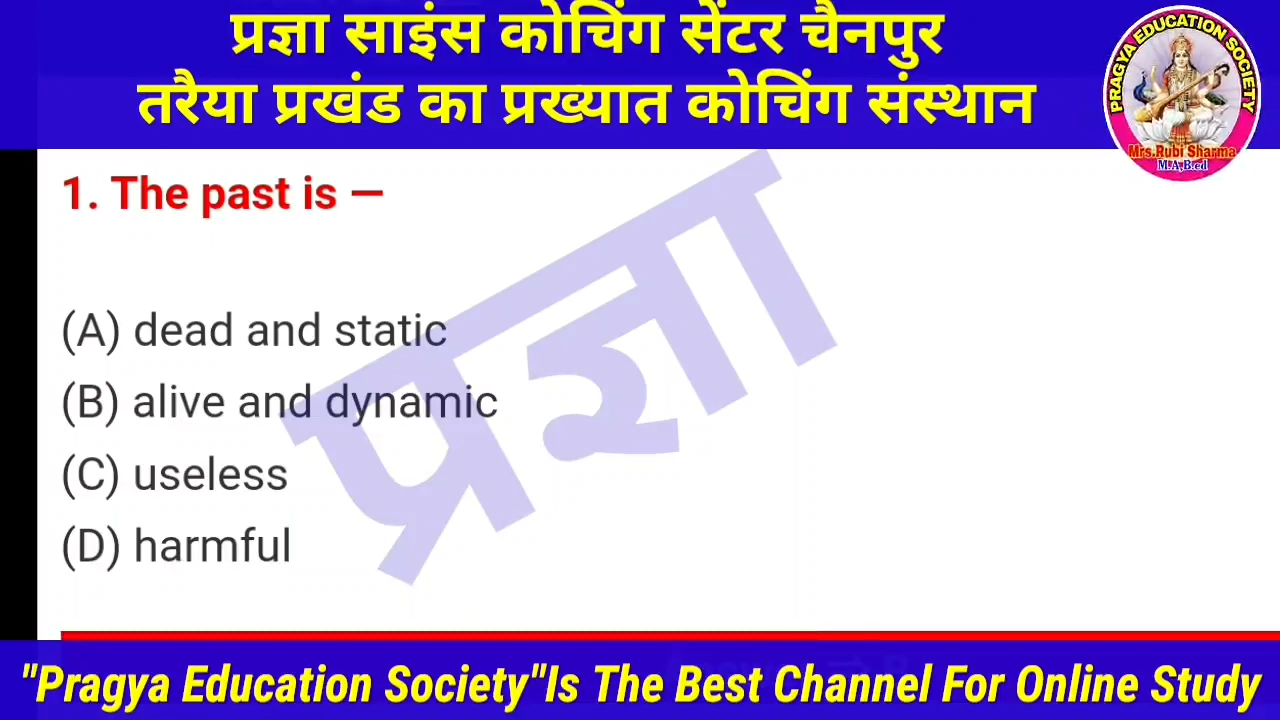 प्रज्ञा साइंस कोचिंग सेंटर चैनपुर
तरैया प्रखंड का प्रख्यात कोचिंग संस्थान
PRAGYA EDUCATION SOCIETY
Mrs.Rubi Sharma
M.A,B.ed
1. The past is —
(A) dead and static
(B) alive and dynamic
(C) useless
(D) harmful
प्रज्ञा
"Pragya Education Society"Is The Best Channel For Online Study